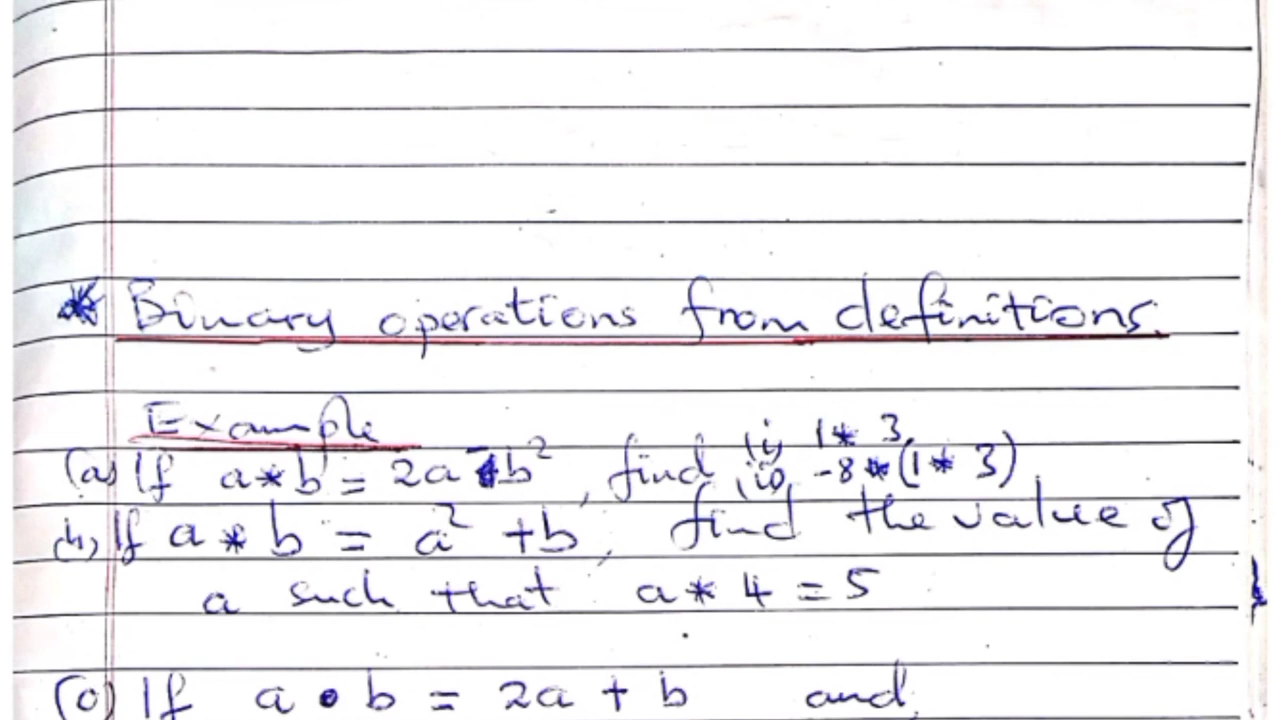 * Binary operations from definitions.
Example
(i) 1 * 3
(a) If a * b = 2a - b², find (ii) -8 * (1 * 3)
(b) If a * b = a² + b, find the value of
a such that a * 4 = 5
(c) If a • b = 2a + b and